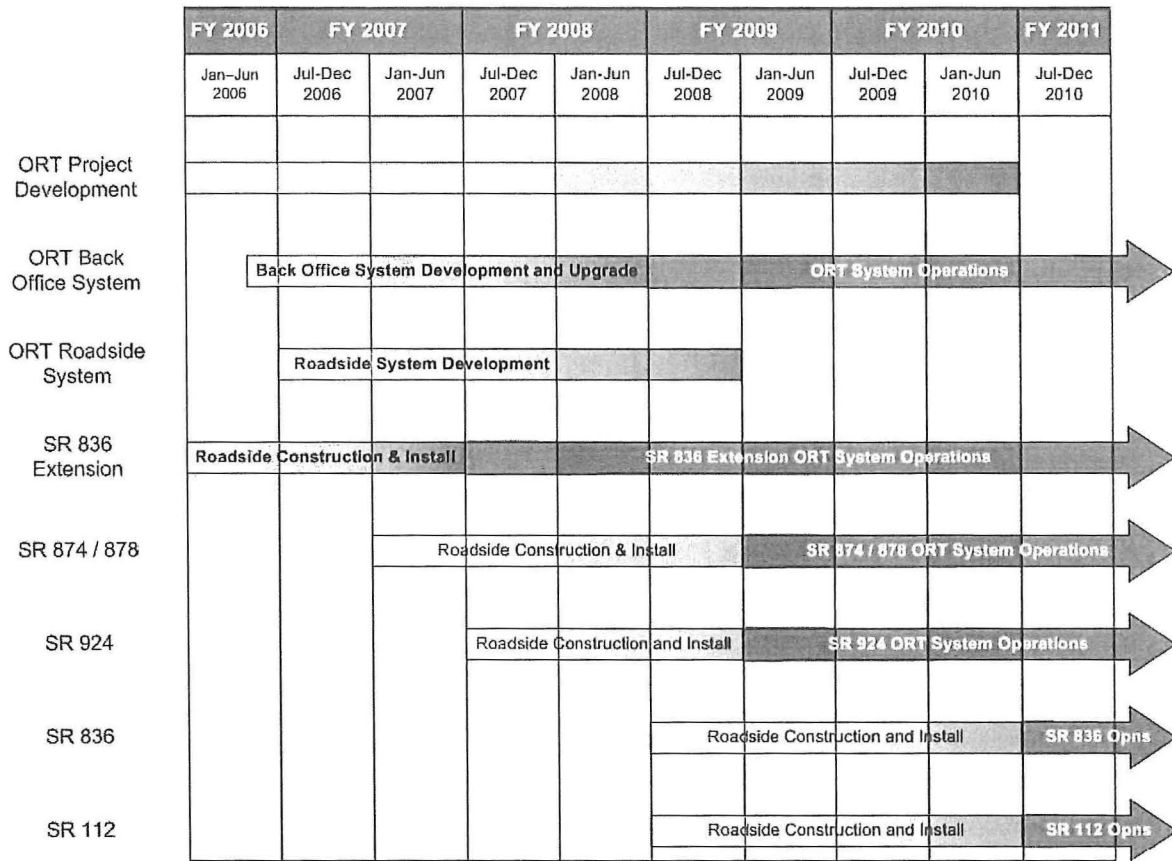 FY 2006 FY 2007 FY 2008 FY 2009 FY 2010 FY 2011
Jan–Jun Jul-Dec Jan-Jun Jul-Dec Jan-Jun Jul-Dec Jan-Jun Jul-Dec Jan-Jun Jul-Dec
2006 2006 2007 2007 2008 2008 2009 2009 2010 2010
ORT Project
Development
ORT Back
Office System
Back Office System Development and Upgrade ORT System Operations
ORT Roadside
System
Roadside System Development
SR 836
Extension
Roadside Construction & Install SR 836 Extension ORT System Operations
SR 874 / 878 Roadside Construction & Install SR 874 / 878 ORT System Operations
SR 924 Roadside Construction and Install SR 924 ORT System Operations
SR 836 Roadside Construction and Install SR 836 Opns
SR 112 Roadside Construction and Install SR 112 Opns